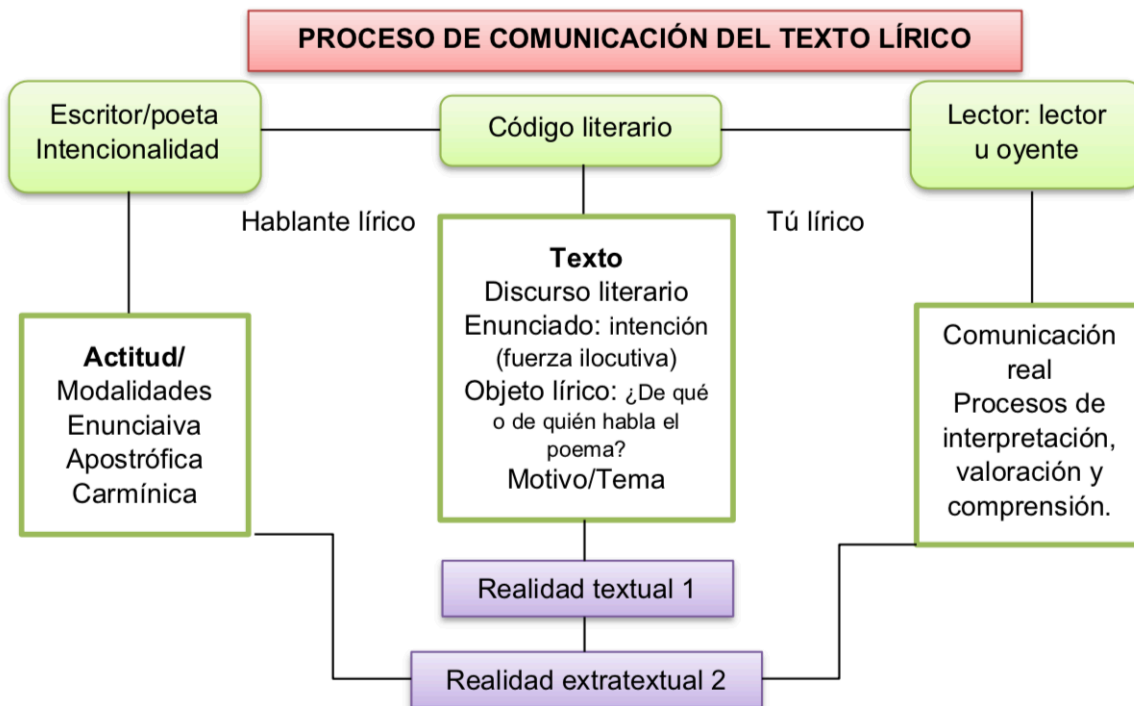 PROCESO DE COMUNICACIÓN DEL TEXTO LÍRICO
Escritor/poeta
Intencionalidad
Código literario
Lector: lector
u oyente
Hablante lírico
Tú lírico
Actitud/
Modalidades
Enunciaiva
Apostrófica
Carmínica
Texto
Discurso literario
Enunciado: intención
(fuerza ilocutiva)
Objeto lírico: ¿De qué
o de quién habla el
poema?
Motivo/Tema
Comunicación
real
Procesos de
interpretación,
valoración y
comprensión.
Realidad textual 1
Realidad extratextual 2